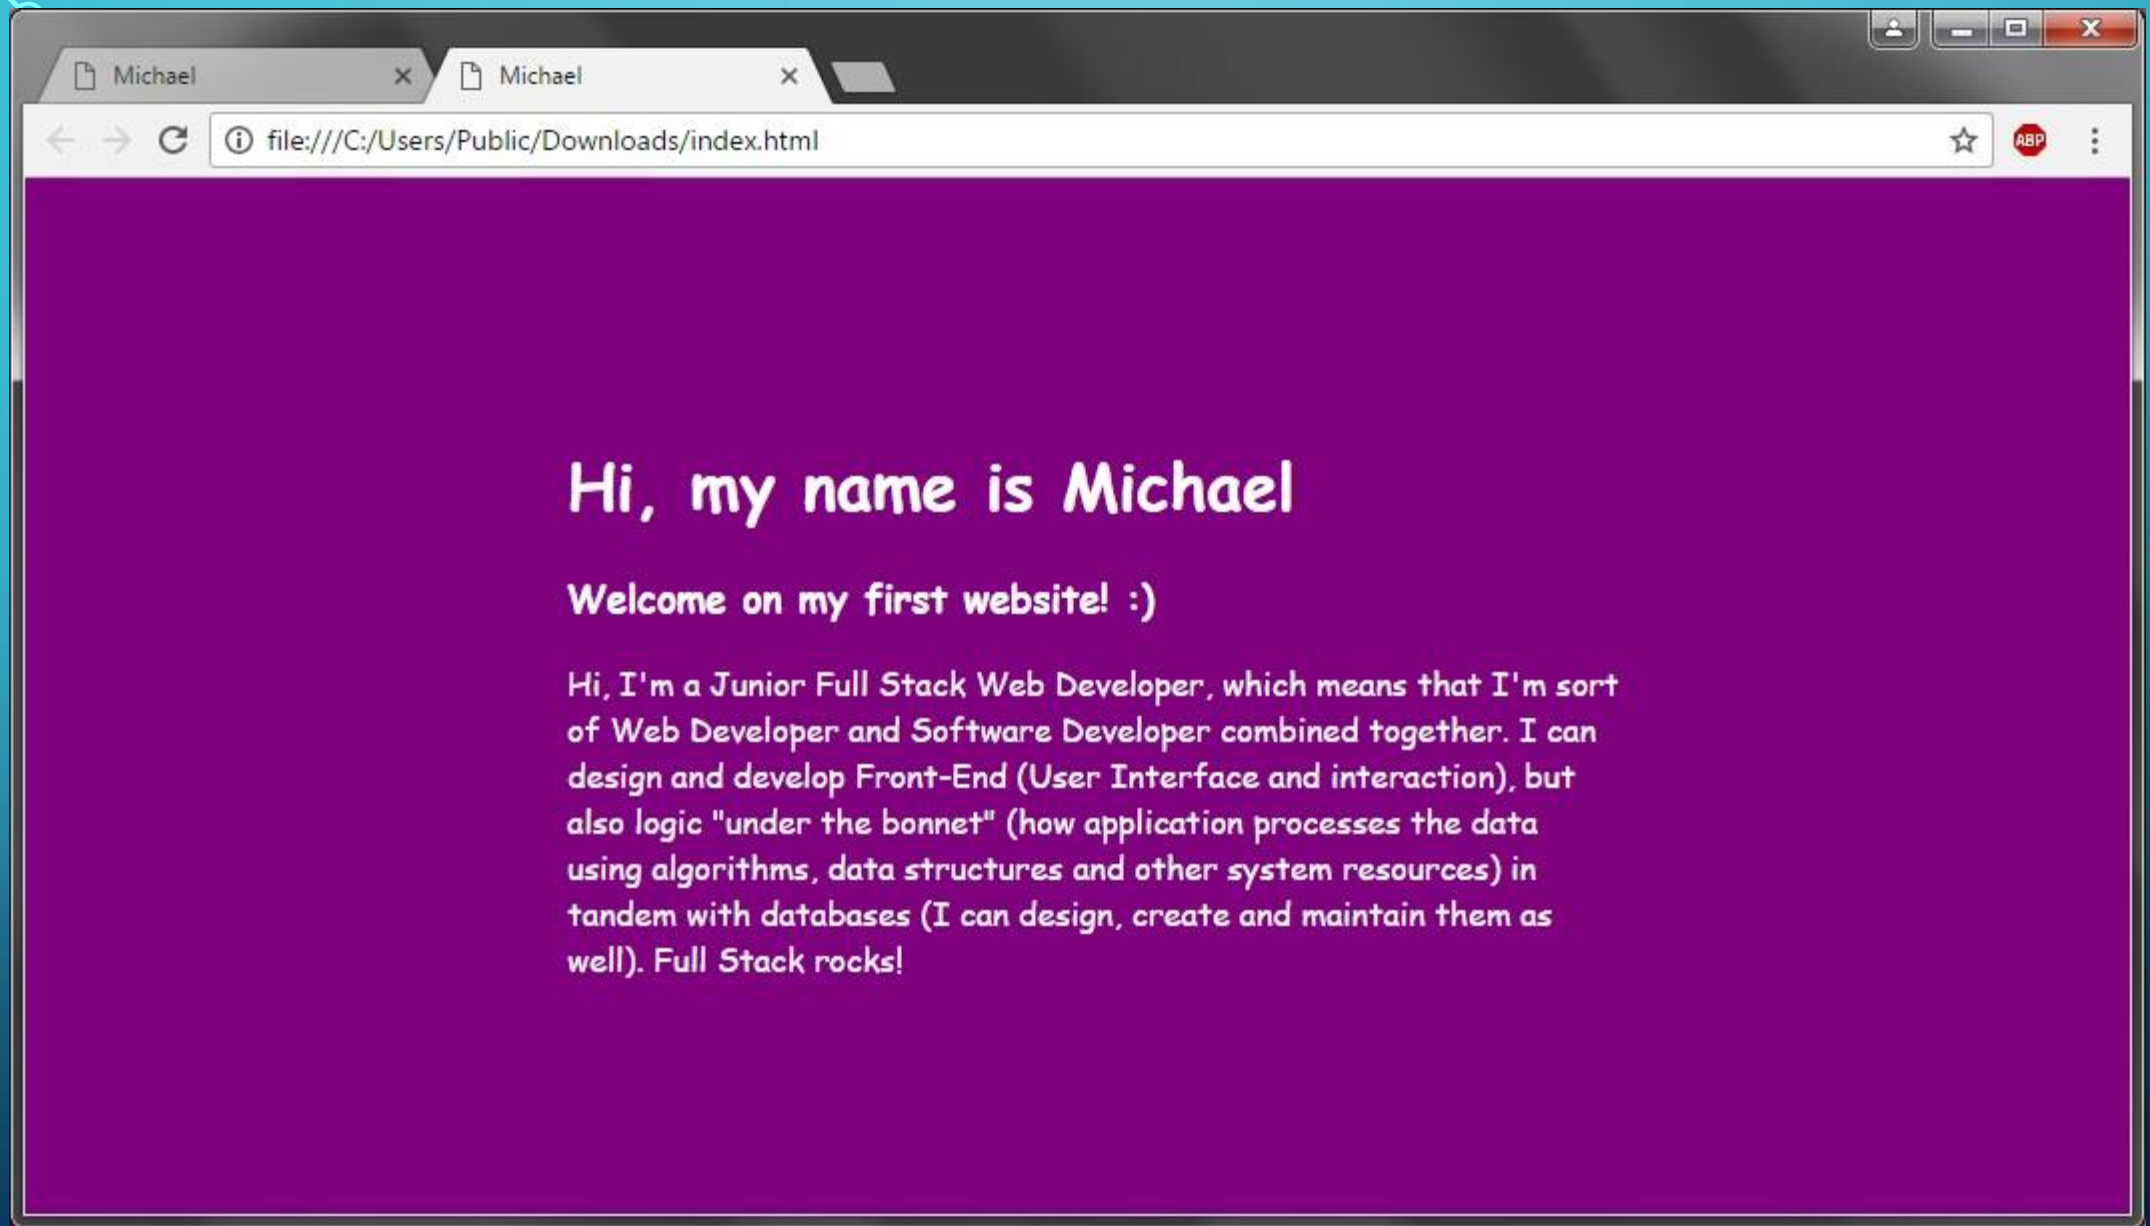 Michael
Michael
file:///C:/Users/Public/Downloads/index.html
ABP
Hi, my name is Michael
Welcome on my first website! :)
Hi, I'm a Junior Full Stack Web Developer, which means that I'm sort
of Web Developer and Software Developer combined together. I can
design and develop Front-End (User Interface and interaction), but
also logic "under the bonnet" (how application processes the data
using algorithms, data structures and other system resources) in
tandem with databases (I can design, create and maintain them as
well). Full Stack rocks!